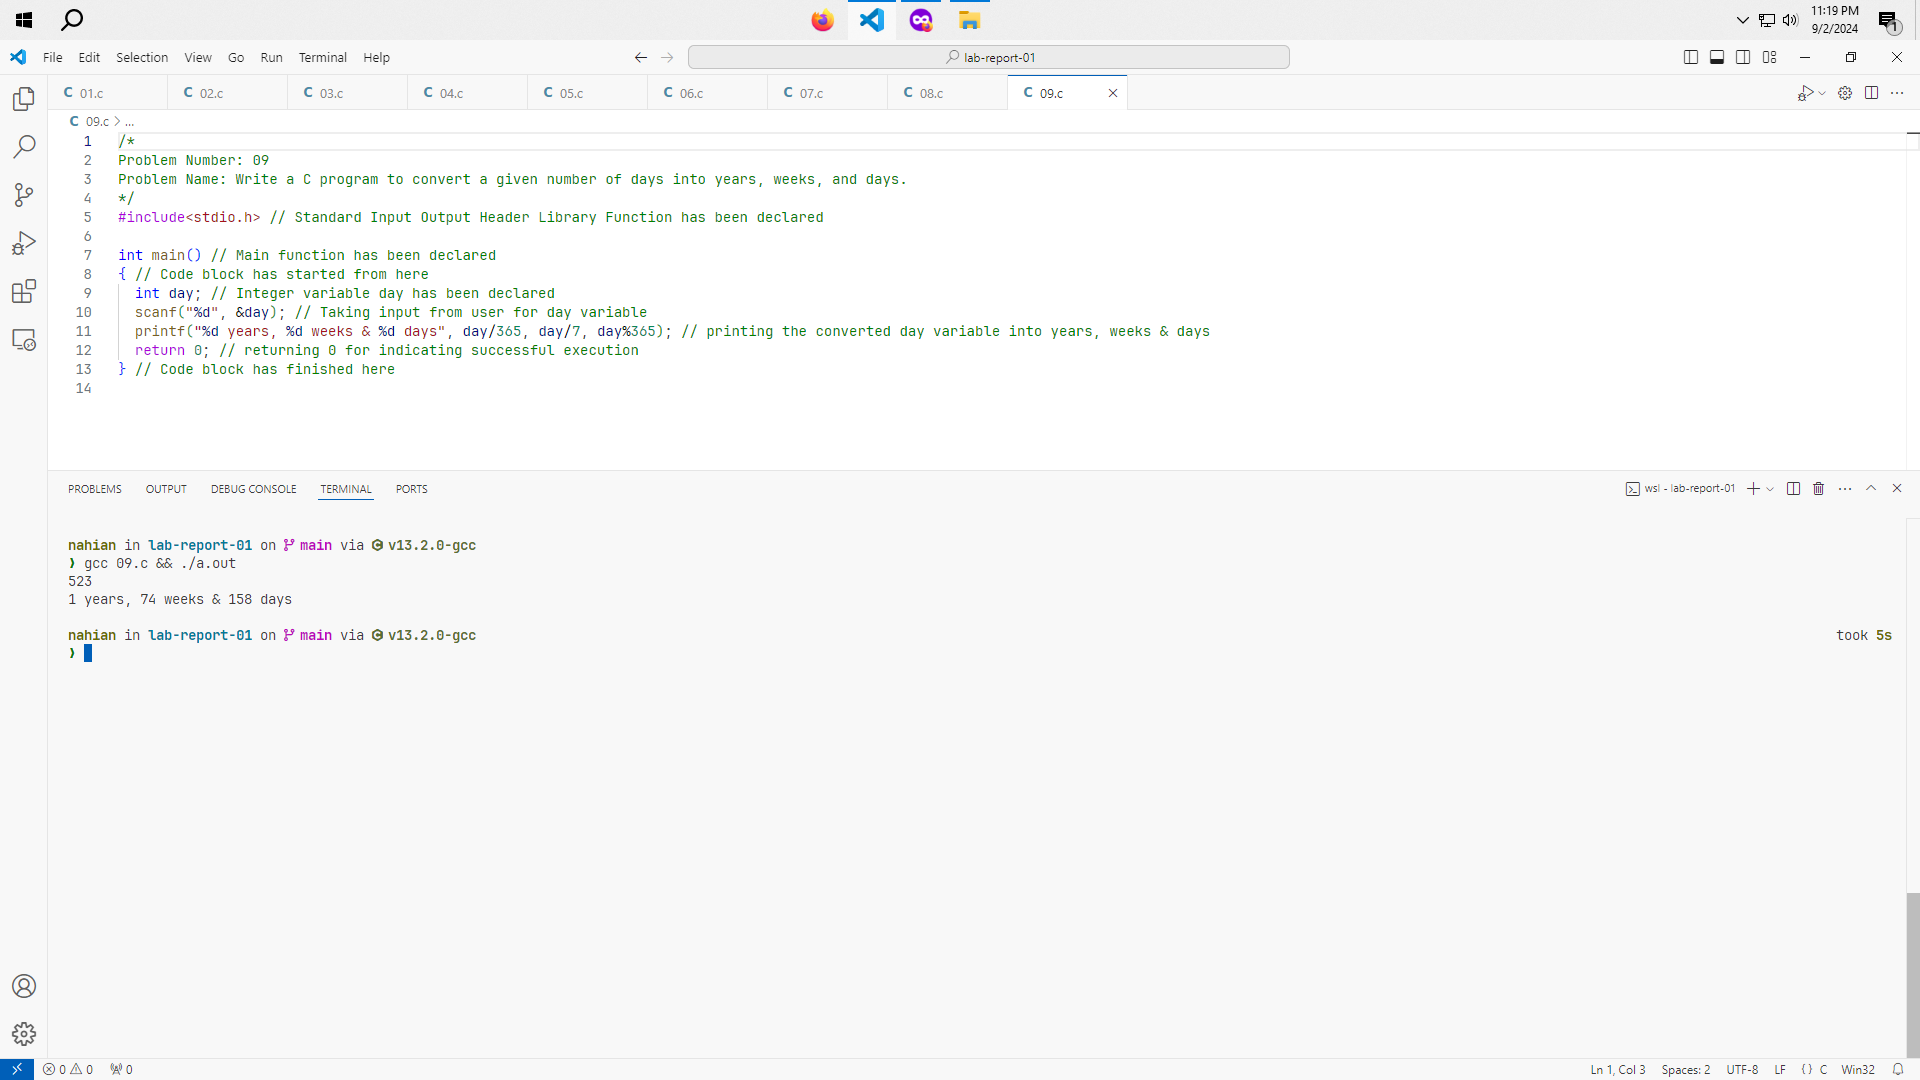 11:19 PM
9/2/2024
1
File Edit Selection View Go Run Terminal Help
lab-report-01
C 01.c C 02.c C 03.c C 04.c C 05.c C 06.c C 07.c C 08.c C 09.c
C 09.c > ...
1 /*
2 Problem Number: 09
3 Problem Name: Write a C program to convert a given number of days into years, weeks, and days.
4 */
5 #include<stdio.h> // Standard Input Output Header Library Function has been declared
6
7 int main() // Main function has been declared
8 { // Code block has started from here
9 int day; // Integer variable day has been declared
10 scanf("%d", &day); // Taking input from user for day variable
11 printf("%d years, %d weeks & %d days", day/365, day/7, day%365); // printing the converted day variable into years, weeks & days
12 return 0; // returning 0 for indicating successful execution
13 } // Code block has finished here
14
PROBLEMS OUTPUT DEBUG CONSOLE TERMINAL PORTS wsl - lab-report-01
nahian in lab-report-01 on main via C v13.2.0-gcc
❯ gcc 09.c && ./a.out
523
1 years, 74 weeks & 158 days
nahian in lab-report-01 on main via C v13.2.0-gcc took 5s
❯
0 0 0 Ln 1, Col 3 Spaces: 2 UTF-8 LF {} C Win32